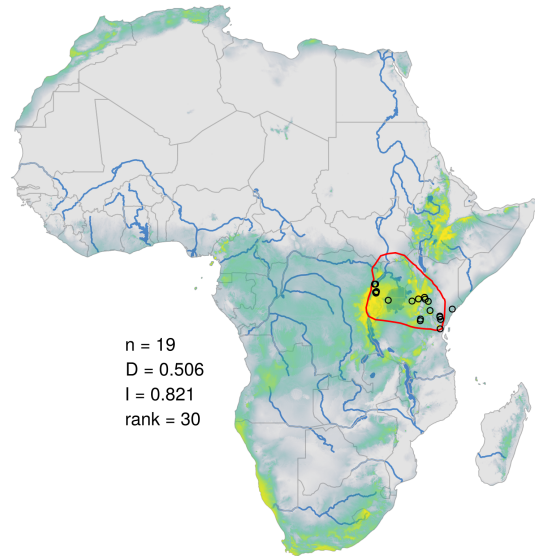 n = 19
D = 0.506
I = 0.821
rank = 30